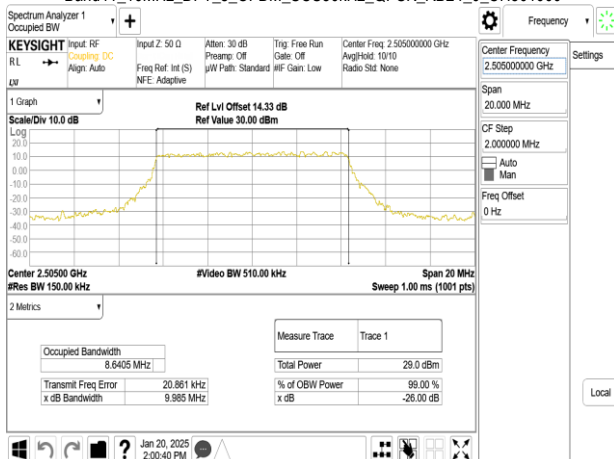 Spectrum Analyzer 1
Occupied BW
Frequency
KEYSIGHT
RL
Input: RF
Coupling: DC
Align: Auto
Input Z: 50 Ω
Freq Ref: Int (S)
NFE: Adaptive
Atten: 30 dB
Preamp: Off
µW Path: Standard
Trig: Free Run
Gate: Off
#IF Gain: Low
Center Freq: 2.505000000 GHz
Avg|Hold: 10/10
Radio Std: None
Center Frequency
2.505000000 GHz
Settings
Span
20.000 MHz
CF Step
2.000000 MHz
Auto
Man
Freq Offset
0 Hz
Local
1 Graph
Scale/Div 10.0 dB
Ref Lvl Offset 14.33 dB
Ref Value 30.00 dBm
Log
20.0
10.0
0.00
-10.0
-20.0
-30.0
-40.0
-50.0
-60.0
Center 2.50500 GHz
#Video BW 510.00 kHz
Span 20 MHz
#Res BW 150.00 kHz
Sweep 1.00 ms (1001 pts)
2 Metrics
Measure Trace Trace 1
Occupied Bandwidth
8.6405 MHz
Total Power 29.0 dBm
Transmit Freq Error 20.861 kHz
% of OBW Power 99.00 %
x dB Bandwidth 9.985 MHz
x dB -26.00 dB
Jan 20, 2025
2:00:40 PM